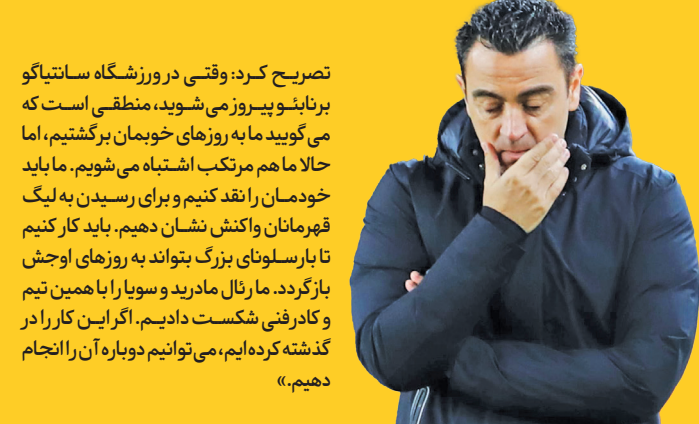 تصریح کرد: وقتی در ورزشگاه سانتیاگو
برنابئو پیروز می‌شوید، منطقی است که
می‌گویید ما به روزهای خوبمان برگشتیم، اما
حالا ما هم مرتکب اشتباه می‌شویم. ما باید
خودمان را نقد کنیم و برای رسیدن به لیگ
قهرمانان واکنش نشان دهیم. باید کار کنیم
تا بارسلونای بزرگ بتواند به روزهای اوجش
بازگردد. ما رئال مادرید و سویا را با همین تیم
و کادرفنی شکست دادیم. اگر این کار را در
گذشته کرده‌ایم، می‌توانیم دوباره آن را انجام
دهیم.»